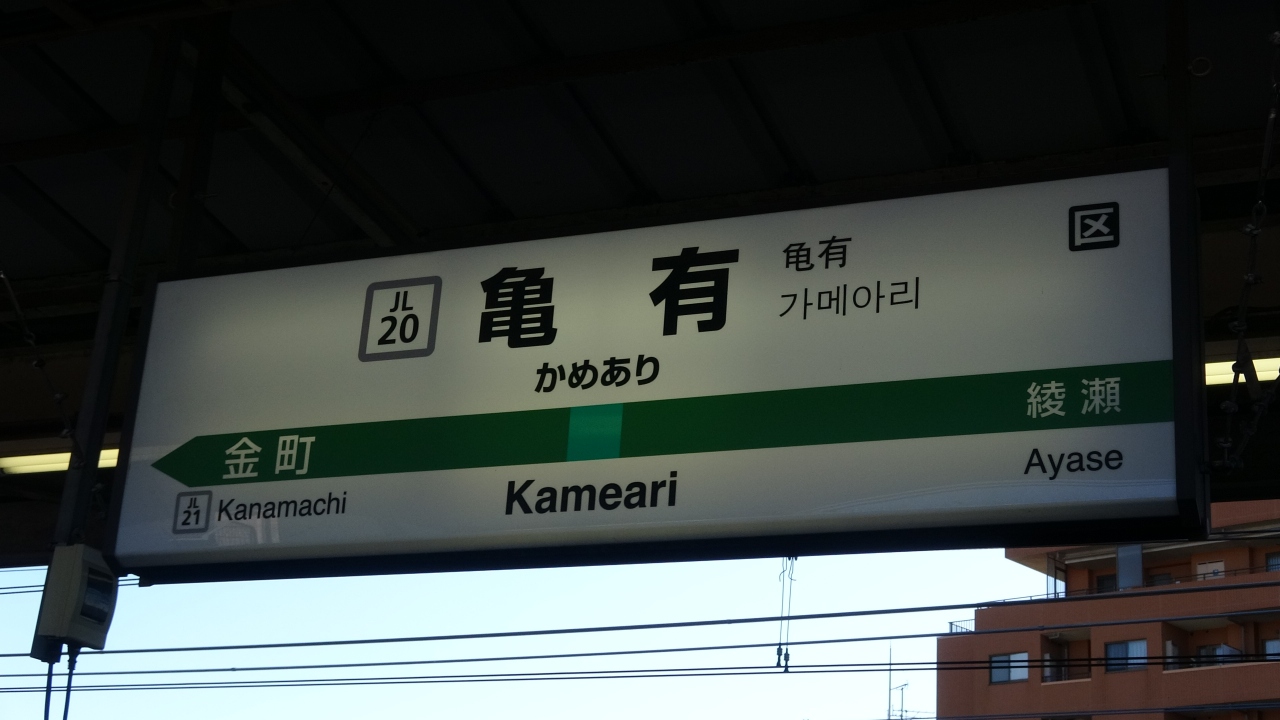 JL
20
亀有
かめあり
亀有
가메아리
区
金町
綾瀬
JL
21
Kanamachi
Kameari
Ayase